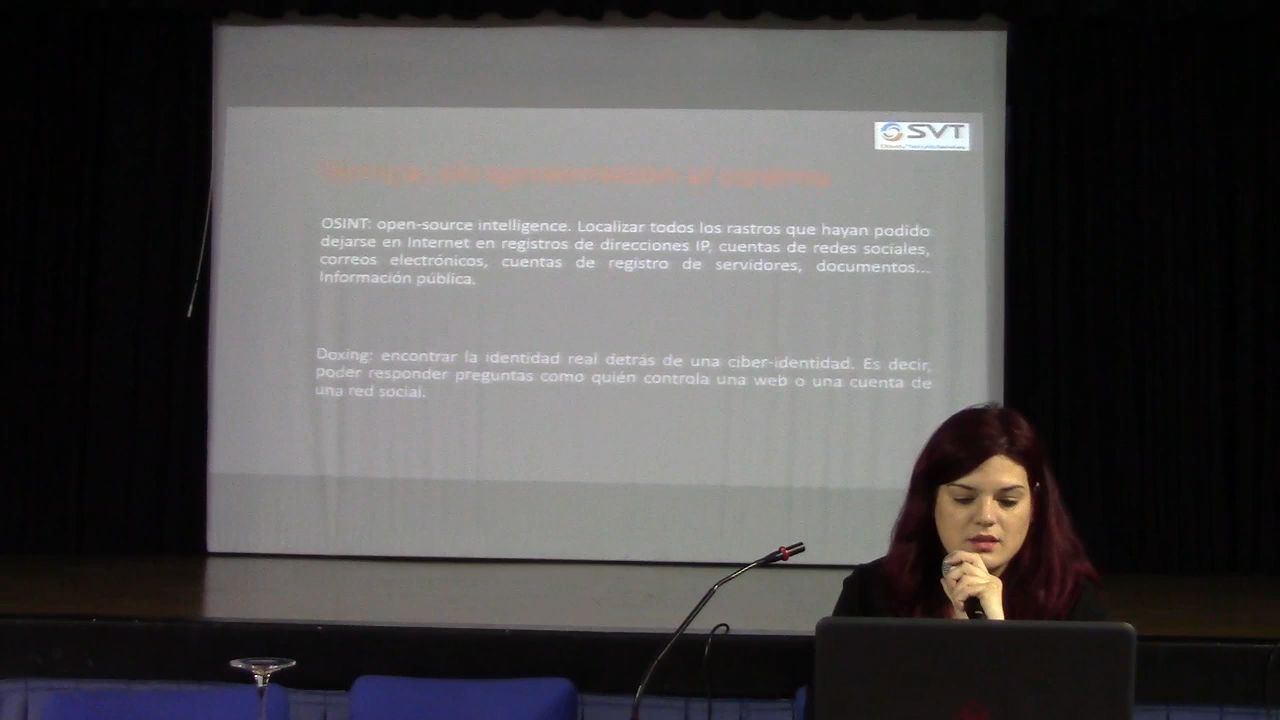 SVT
OSINT: open-source intelligence. Localizar todos los rastros que hayan podido
dejarse en Internet en registros de direcciones IP, cuentas de redes sociales,
correos electrónicos, cuentas de registro de servidores, documentos...
Información pública.
Doxing: encontrar la identidad real detrás de una ciber-identidad. Es decir,
poder responder preguntas como quién controla una web o una cuenta de
una red social.